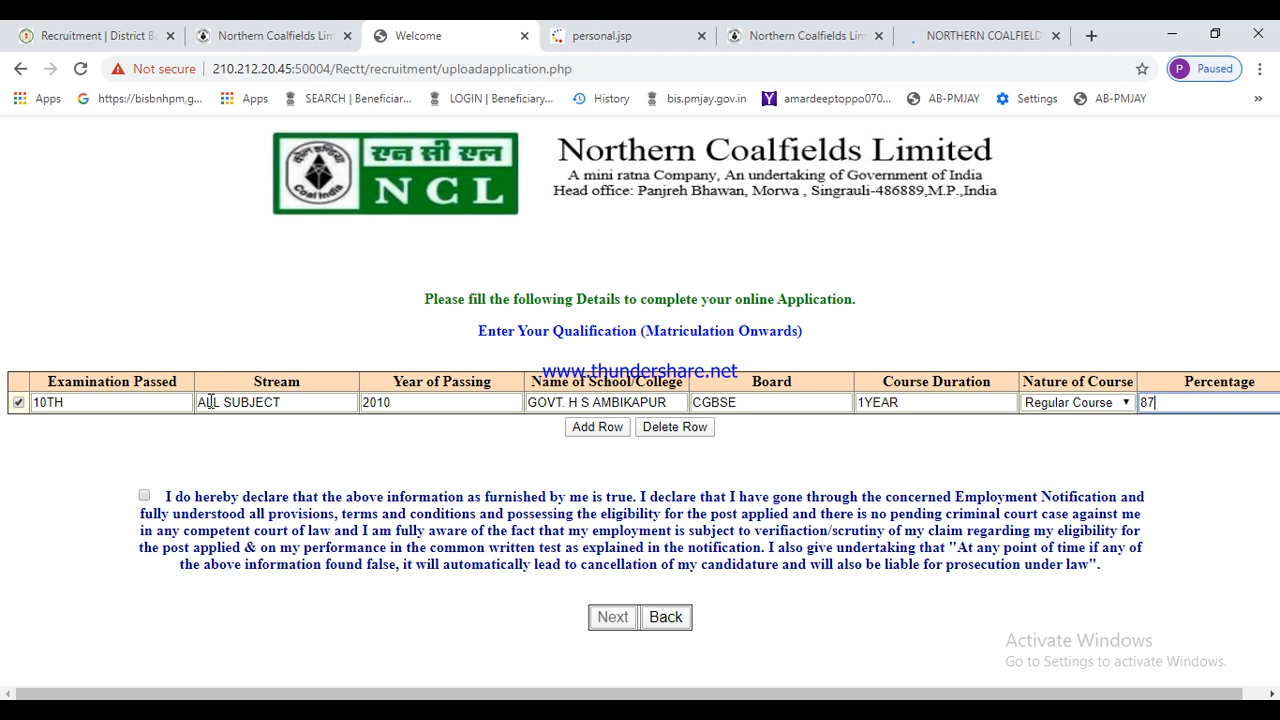 Recruitment | District Ba
Northern Coalfields Lim
Welcome
personal.jsp
Northern Coalfields Lim
NORTHERN COALFIELD
Not secure
210.212.20.45:50004/Rectt/recruitment/uploadapplication.php
P Paused
Apps
https://bisbnhpm,g...
Apps
SEARCH | Beneficiar...
LOGIN | Beneficiary...
History
bis.pmjay.gov.in
amardeeptoppo070...
AB-PMJAY
Settings
AB-PMJAY
»
एन सी एल
NCL
Coal India
Northern Coalfields Limited
A mini ratna Company, An undertaking of Government of India
Head office: Panjreh Bhawan, Morwa , Singrauli-486889,M.P.,India
Please fill the following Details to complete your online Application.
Enter Your Qualification (Matriculation Onwards)
www.thundershare.net
Examination Passed Stream Year of Passing Name of School/College Board Course Duration Nature of Course Percentage
10TH ALL SUBJECT 2010 GOVT. H S AMBIKAPUR CGBSE 1YEAR Regular Course 87
Add Row Delete Row
I do hereby declare that the above information as furnished by me is true. I declare that I have gone through the concerned Employment Notification and
fully understood all provisions, terms and conditions and possessing the eligibility for the post applied and there is no pending criminal court case against me
in any competent court of law and I am fully aware of the fact that my employment is subject to verifiaction/scrutiny of my claim regarding my eligibility for
the post applied & on my performance in the common written test as explained in the notification. I also give undertaking that "At any point of time if any of
the above information found false, it will automatically lead to cancellation of my candidature and will also be liable for prosecution under law".
Next Back
Activate Windows
Go to Settings to activate Windows.